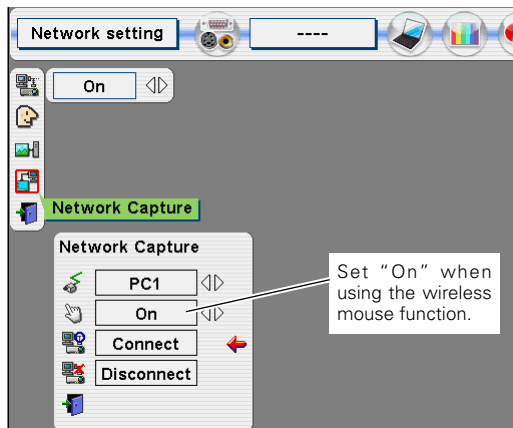 Network setting
----
On
Network Capture
Network Capture
PC1
On
Connect
Disconnect
Set “On” when
using the wireless
mouse function.